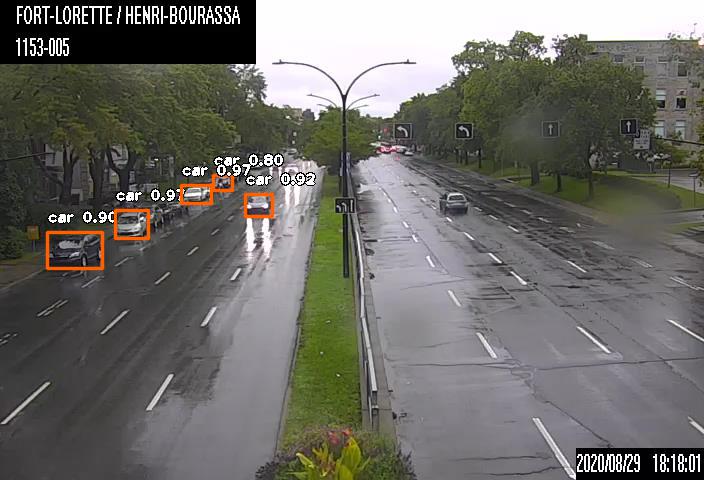 FORT-LORETTE / HENRI-BOURASSA
1153-005
car 0.80
car 0.97
car 0.92
car 0.97
car 0.90
2020/08/29 18:18:01